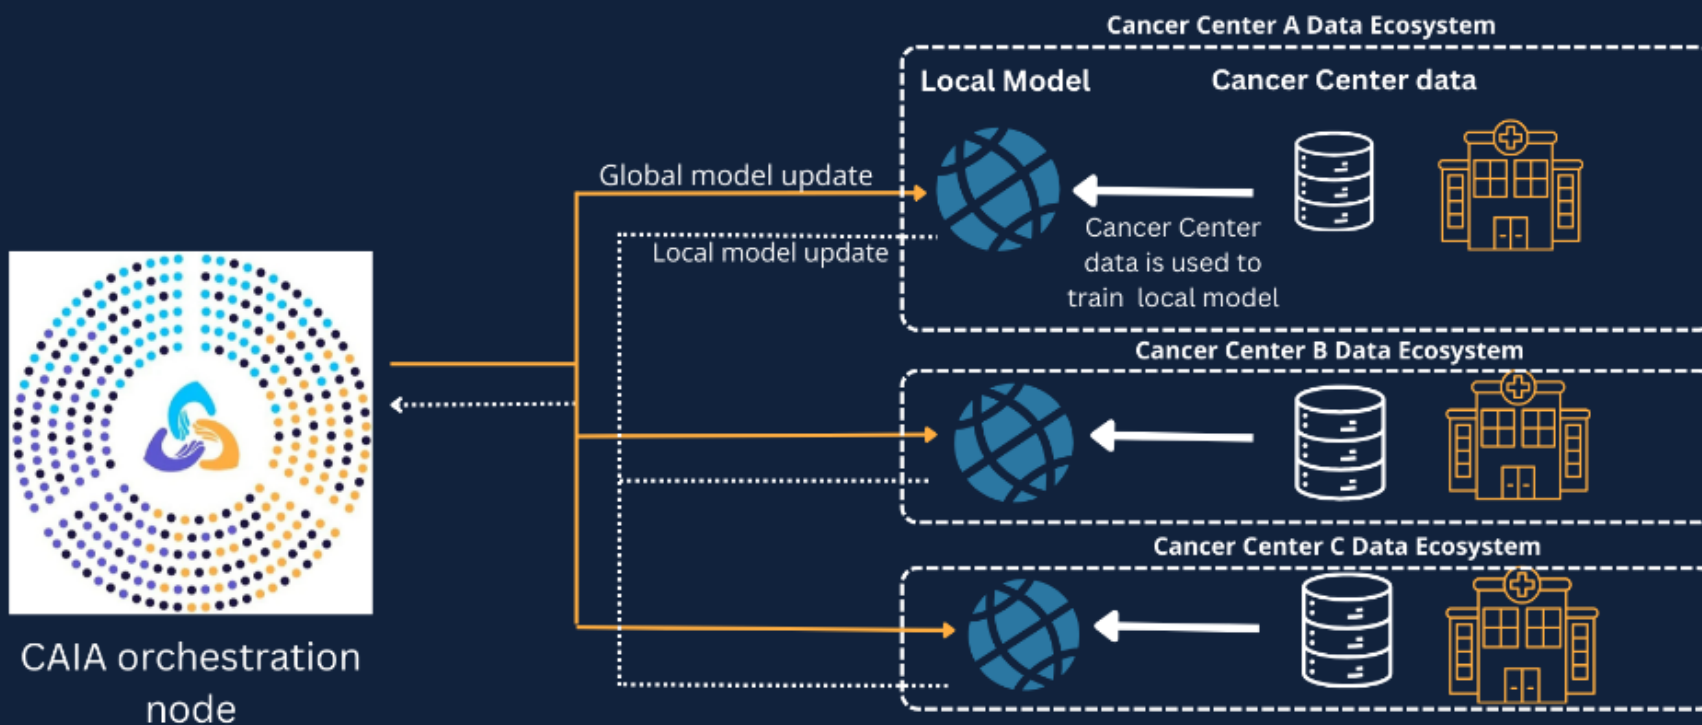 Cancer Center A Data Ecosystem
Local Model
Cancer Center data
Global model update
Local model update
Cancer Center
data is used to
train local model
Cancer Center B Data Ecosystem
Cancer Center C Data Ecosystem
CAIA orchestration
node